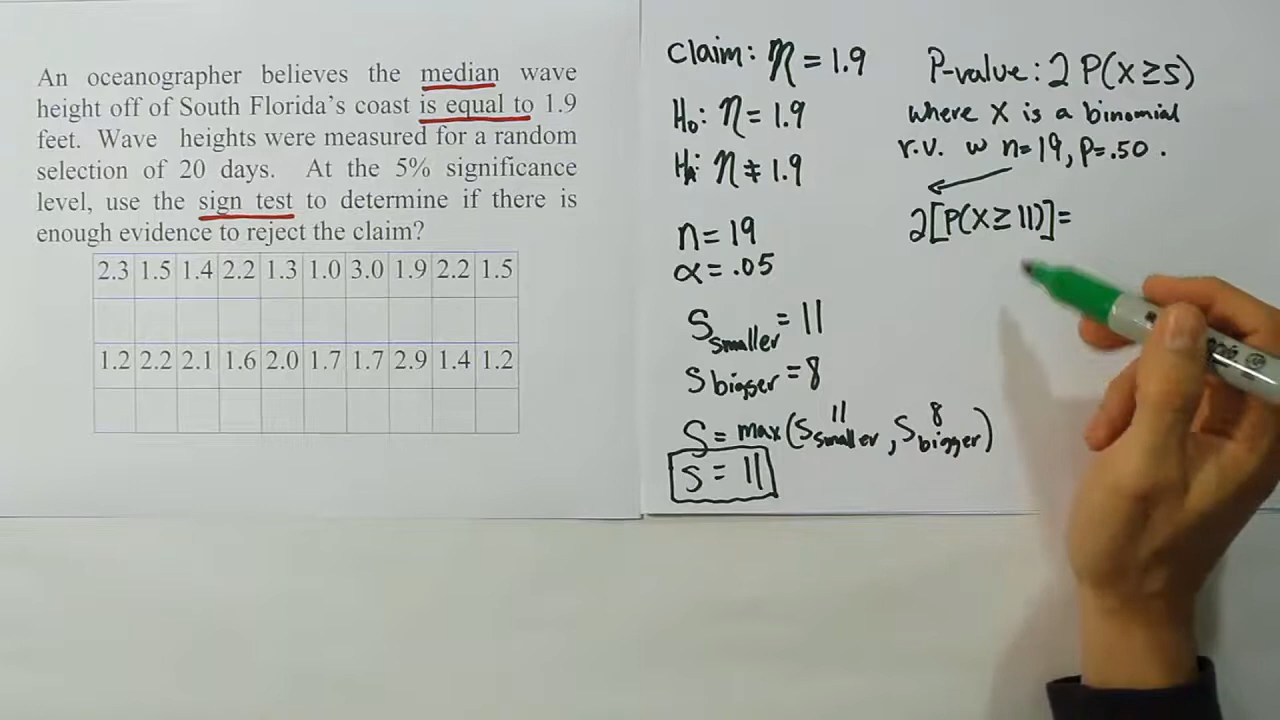 An oceanographer believes the median wave
height off of South Florida's coast is equal to 1.9
feet. Wave heights were measured for a random
selection of 20 days. At the 5% significance
level, use the sign test to determine if there is
enough evidence to reject the claim?
2.3 1.5 1.4 2.2 1.3 1.0 3.0 1.9 2.2 1.5
1.2 2.2 2.1 1.6 2.0 1.7 1.7 2.9 1.4 1.2
Claim: η = 1.9
H₀: η = 1.9
Hₐ: η ≠ 1.9
n = 19
α = .05
S smaller = 11
S bigger = 8
11 8
S = max (S smaller, S bigger)
S = 11
P-value: 2 P(X ≥ S)
where X is a binomial
r.v. w n=19, p=.50.
2[P(X ≥ 11)] =